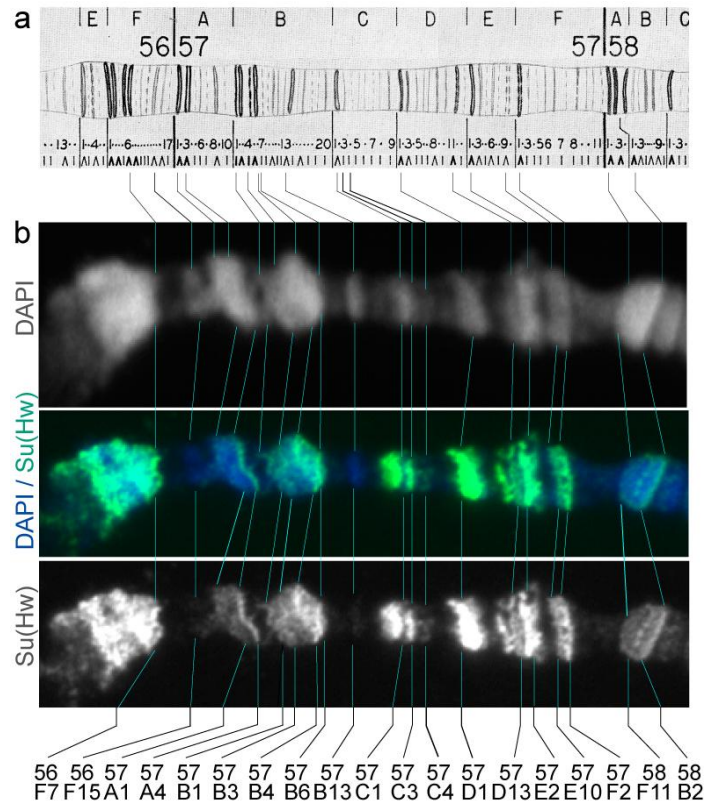 a
E F A B C D E F A B C
56 57 57 58
··13·· 1··4·· 1····6··········17 1·3··6··8·10 1··4··7·····13·······20 1·3·5··7··9 1·3·5··8···11·· 1·3·6··9·· 1·3·56 7 8···11 1··3·· 1·3····9·· 1·3·
b
DAPI
DAPI / Su(Hw)
Su(Hw)
56 56 57 57 57 57 57 57 57 57 57 57 57 57 57 57 57 58 58
F7 F15 A1 A4 B1 B3 B4 B6 B13 C1 C3 C4 D1 D13 E2 E10 F2 F11 B2